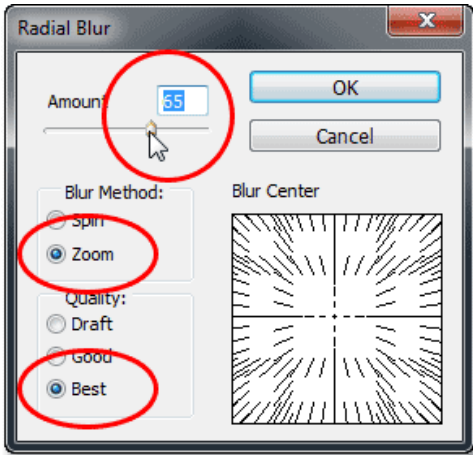 Radial Blur
Amount 65
OK
Cancel
Blur Method:
Spin
Zoom
Blur Center
Quality:
Draft
Good
Best